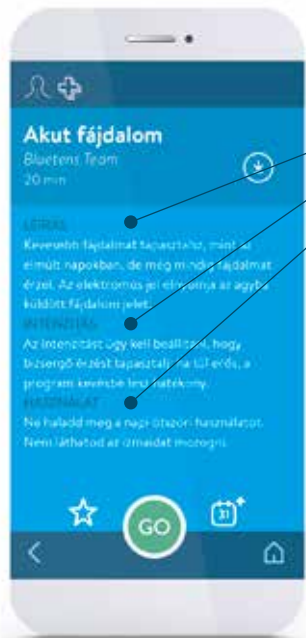 Akut fájdalom
Bluetens Team
20 min
LEÍRÁS
Kevesebb fájdalmat tapasztalsz, mint az
elmúlt napokban, de még mindig fájdalmat
érzel. Az elektromos jel elnyomja az agyba
küldött fájdalom jelet.
INTENZITÁS
Az intenzitást úgy kell beállítani, hogy
bizsergő érzést tapasztalj. Ha túl erős, a
program kevésbé lesz hatékony.
HASZNÁLAT
Ne haladd meg a napi ötszöri használatot.
Nem láthatod az izmaidat mozogni.
31
GO